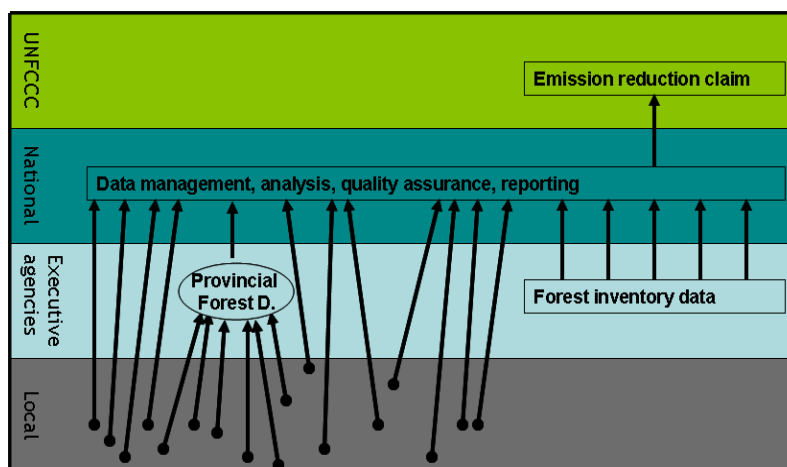 UNFCCC
Emission reduction claim
National
Data management, analysis, quality assurance, reporting
Executive
agencies
Provincial
Forest D.
Forest inventory data
Local